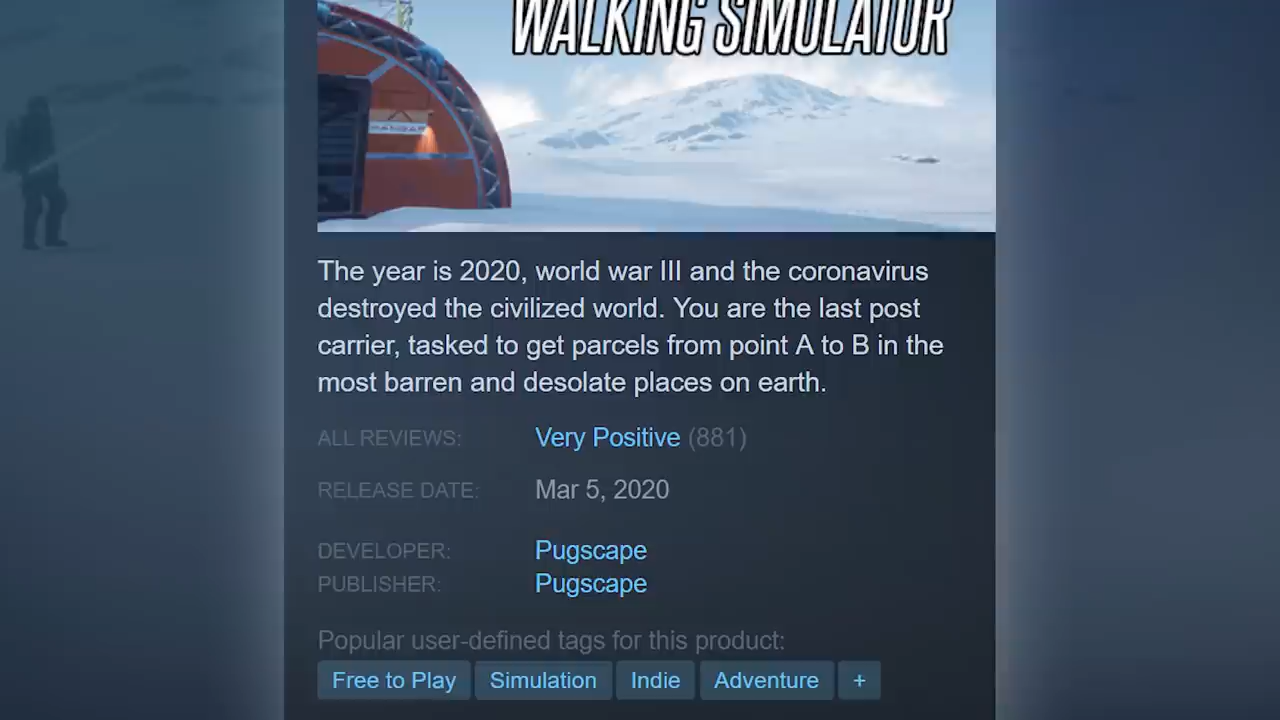 WALKING SIMULATOR
The year is 2020, world war III and the coronavirus
destroyed the civilized world. You are the last post
carrier, tasked to get parcels from point A to B in the
most barren and desolate places on earth.
ALL REVIEWS: Very Positive (881)
RELEASE DATE: Mar 5, 2020
DEVELOPER: Pugscape
PUBLISHER: Pugscape
Popular user-defined tags for this product:
Free to Play Simulation Indie Adventure +